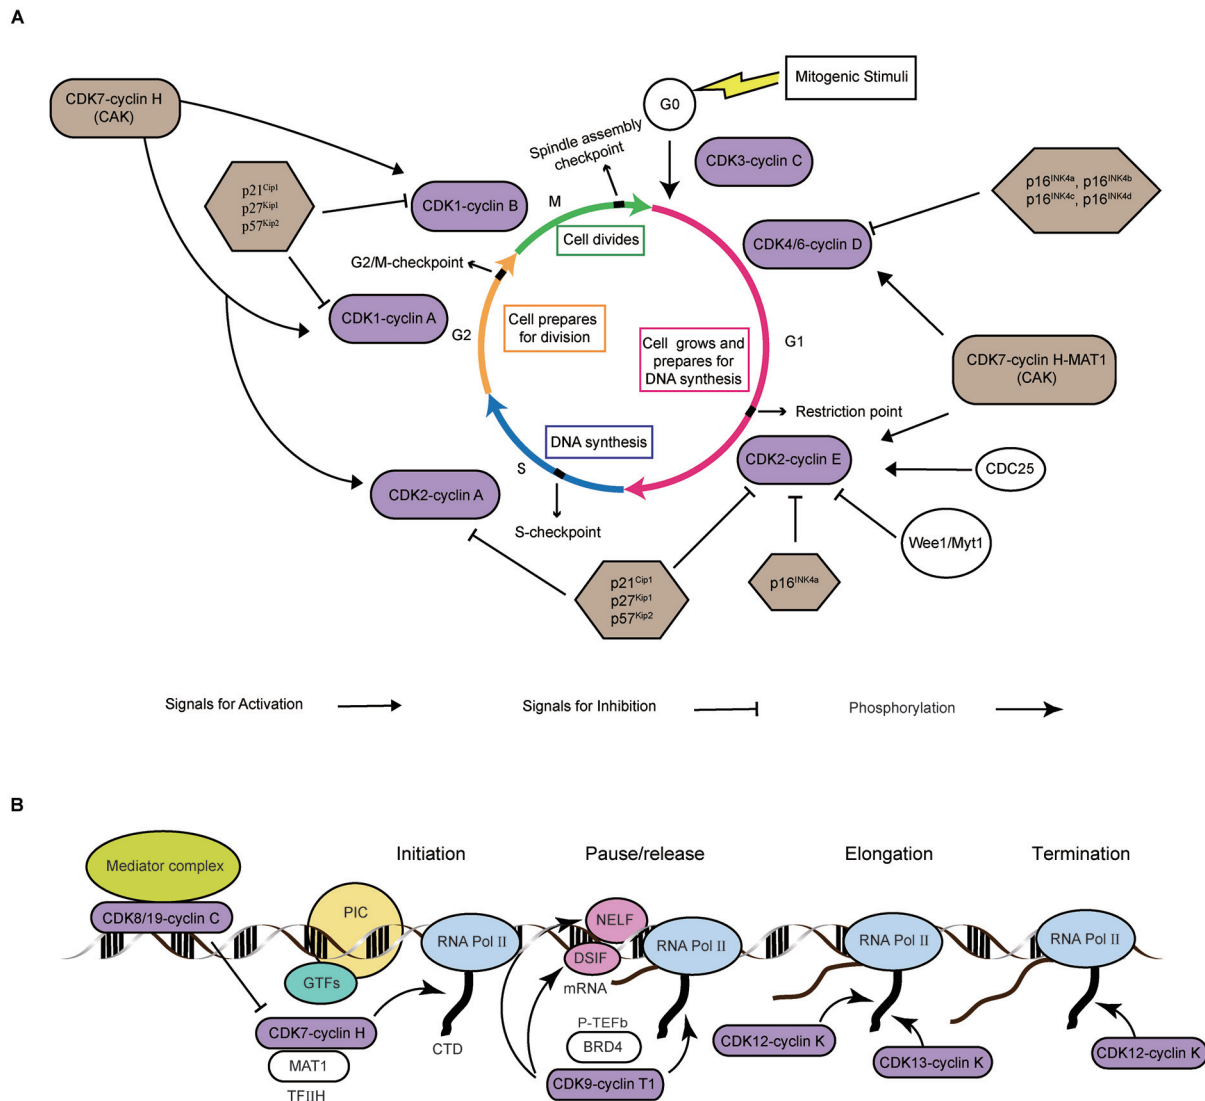 A
CDK7-cyclin H
(CAK)
G0
Mitogenic Stimuli
Spindle assembly
checkpoint
CDK3-cyclin C
p21Cip1
p27Kip1
p57Kip2
CDK1-cyclin B
M
Cell divides
p16INK4a, p16INK4b
p16INK4c, p16INK4d
CDK4/6-cyclin D
G2/M-checkpoint
CDK1-cyclin A
G2
Cell prepares
for division
Cell grows and
prepares for
DNA synthesis
G1
CDK7-cyclin H-MAT1
(CAK)
Restriction point
DNA synthesis
CDK2-cyclin E
S
CDC25
CDK2-cyclin A
S-checkpoint
Wee1/Myt1
p21Cip1
p27Kip1
p57Kip2
p16INK4a
Signals for Activation
Signals for Inhibition
Phosphorylation
B
Mediator complex
Initiation
Pause/release
Elongation
Termination
CDK8/19-cyclin C
PIC
NELF
RNA Pol II
RNA Pol II
RNA Pol II
RNA Pol II
DSIF
GTFs
mRNA
CDK7-cyclin H
MAT1
TFIIH
CTD
P-TEFb
BRD4
CDK9-cyclin T1
CDK12-cyclin K
CDK13-cyclin K
CDK12-cyclin K